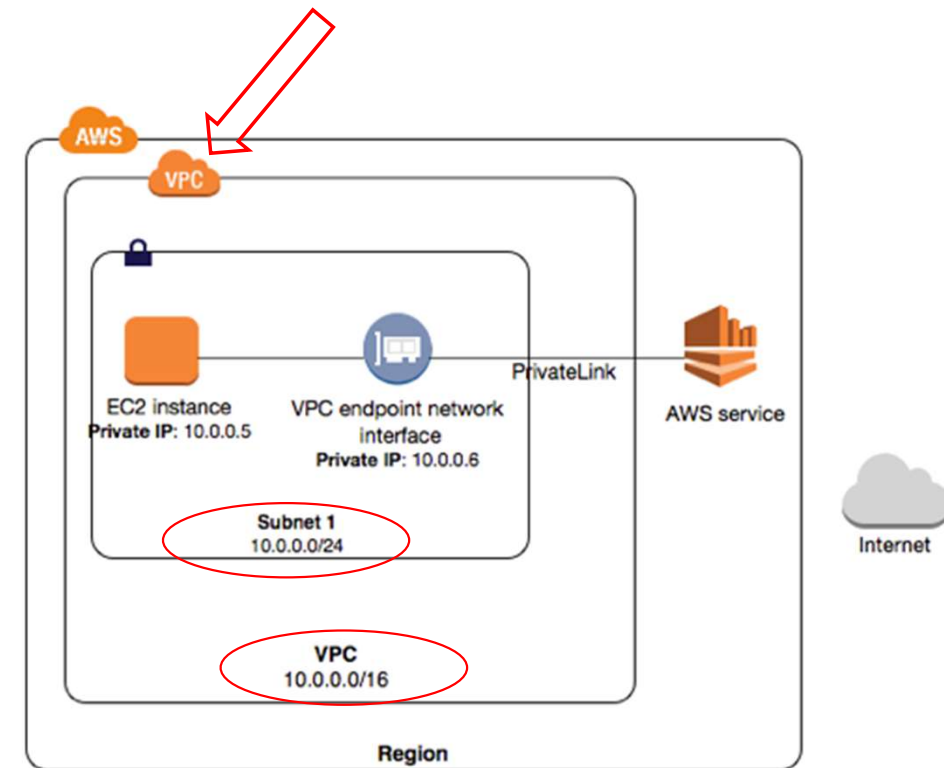 AWS
VPC
PrivateLink
EC2 instance
Private IP: 10.0.0.5
VPC endpoint network
interface
Private IP: 10.0.0.6
AWS service
Subnet 1
10.0.0.0/24
Internet
VPC
10.0.0.0/16
Region